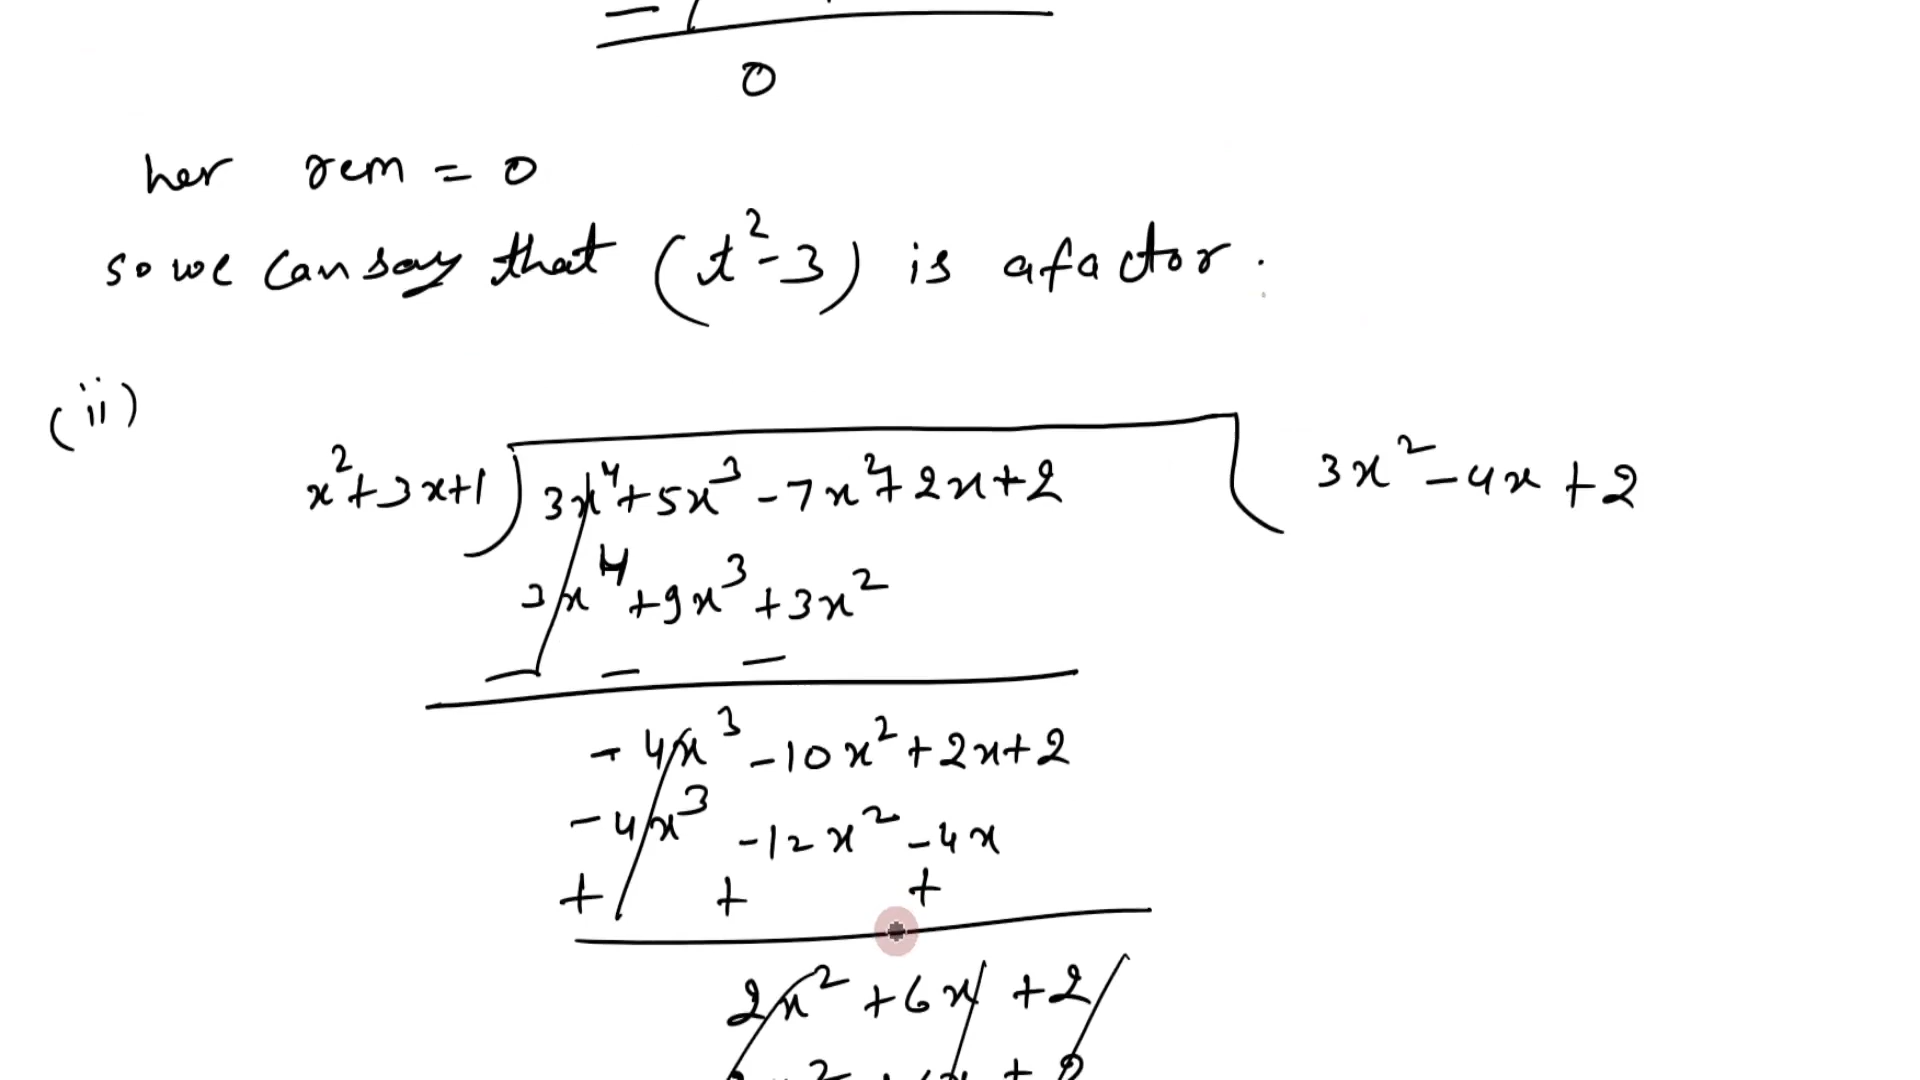 0
her rem = 0
so we can say that (t²-3) is a factor.
(ii)
x²+3x+1 ) 3x⁴+5x³-7x²+2x+2 ( 3x²-4x+2
3x⁴+9x³+3x²
− − −
-4x³-10x²+2x+2
-4x³-12x²-4x
+ + +
2x²+6x+2